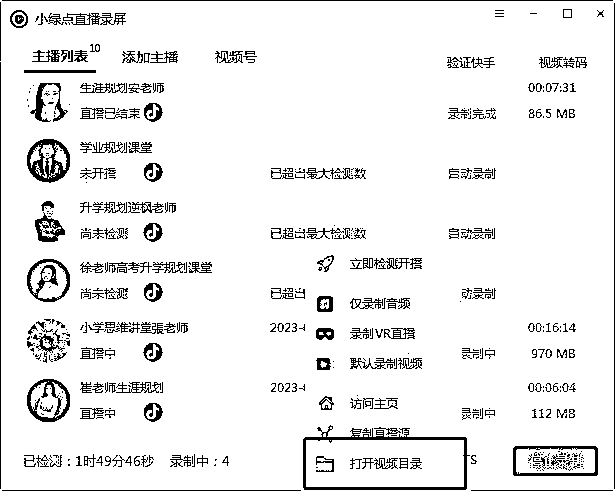 小绿点直播录屏
主播列表 10 添加主播 视频号 验证快手 视频转码
生涯规划安老师 00:07:31
直播已结束 录制完成 86.5 MB
学业规划课堂
未开播 已超出最大检测数 自动录制
升学规划逆枫老师
尚未检测 已超出最大检测数 自动录制
立即检测开播
徐老师高考升学规划课堂
尚未检测 已超出 动录制
仅录制音频
小学思维讲堂張老师 2023- 00:16:14
录制VR直播
直播中 录制中 970 MB
默认录制视频
崔老师生涯规划 2023- 00:06:04
访问主页
直播中 录制中 112 MB
复制直播源
已检测：1时49分46秒 录制中：4 打开视频目录 TS